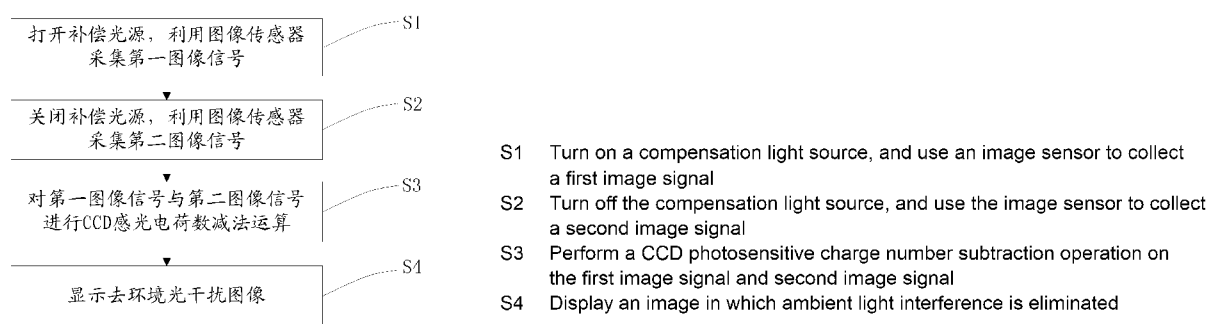 打开补偿光源，利用图像传感器
采集第一图像信号
S1
关闭补偿光源，利用图像传感器
采集第二图像信号
S2
对第一图像信号与第二图像信号
进行CCD感光电荷数减法运算
S3
显示去环境光干扰图像
S4
S1 Turn on a compensation light source, and use an image sensor to collect
a first image signal
S2 Turn off the compensation light source, and use the image sensor to collect
a second image signal
S3 Perform a CCD photosensitive charge number subtraction operation on
the first image signal and second image signal
S4 Display an image in which ambient light interference is eliminated